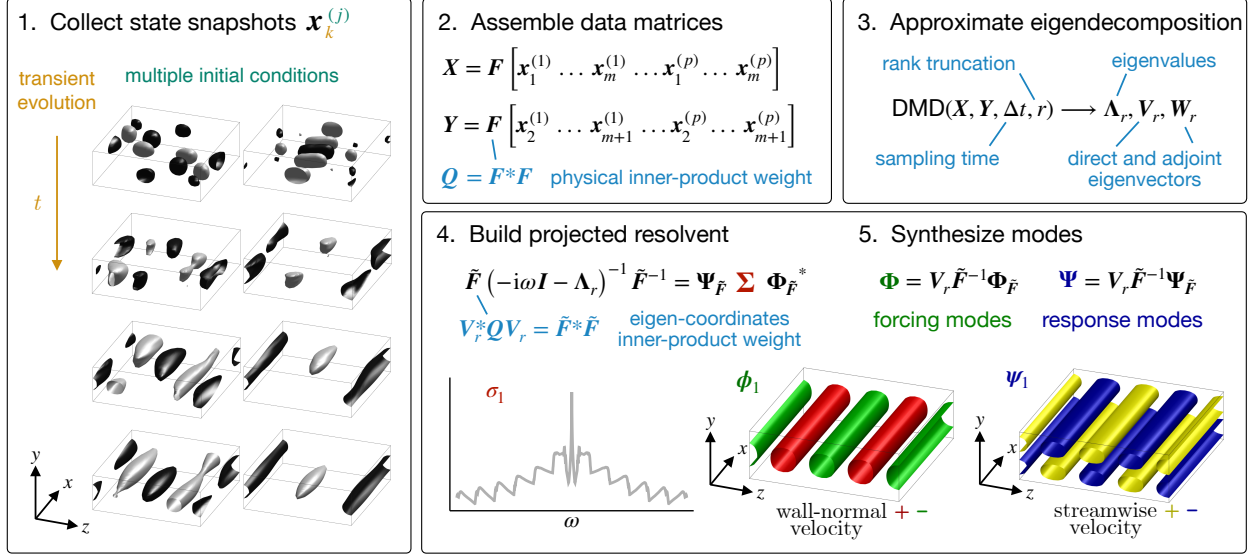 1. Collect state snapshots x_k^(j)
transient
evolution
multiple initial conditions
t
y
x
z
2. Assemble data matrices
X = F [x_1^(1) … x_m^(1) … x_1^(p) … x_m^(p)]
Y = F [x_2^(1) … x_{m+1}^(1) … x_2^(p) … x_{m+1}^(p)]
Q = F*F physical inner-product weight
3. Approximate eigendecomposition
rank truncation eigenvalues
DMD(X, Y, Δt, r) ⟶ Λ_r, V_r, W_r
sampling time direct and adjoint
eigenvectors
4. Build projected resolvent
F̃ (−iωI − Λ_r)^−1 F̃^−1 = Ψ_F̃ Σ Φ_F̃*
V_r*QV_r = F̃*F̃ eigen-coordinates
inner-product weight
σ_1
ω
5. Synthesize modes
Φ = V_r F̃^−1 Φ_F̃ Ψ = V_r F̃^−1 Ψ_F̃
forcing modes response modes
ϕ_1
y
x
z
wall-normal + −
velocity
ψ_1
y
x
z
streamwise + −
velocity